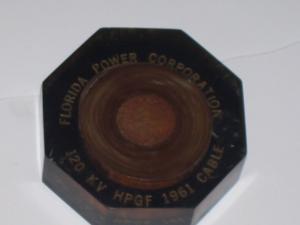 FLORIDA POWER CORPORATION
120 KV HPGF 1961 CABLE